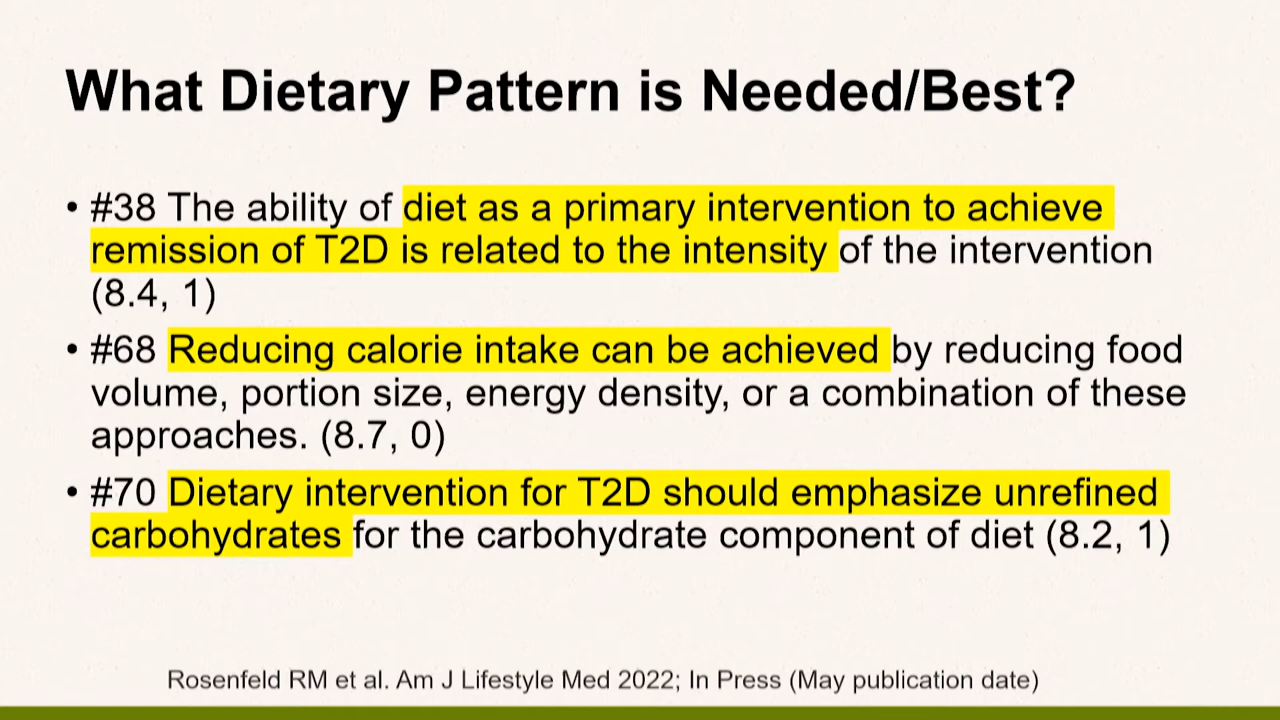 What Dietary Pattern is Needed/Best?
• #38 The ability of diet as a primary intervention to achieve
remission of T2D is related to the intensity of the intervention
(8.4, 1)
• #68 Reducing calorie intake can be achieved by reducing food
volume, portion size, energy density, or a combination of these
approaches. (8.7, 0)
• #70 Dietary intervention for T2D should emphasize unrefined
carbohydrates for the carbohydrate component of diet (8.2, 1)
Rosenfeld RM et al. Am J Lifestyle Med 2022; In Press (May publication date)